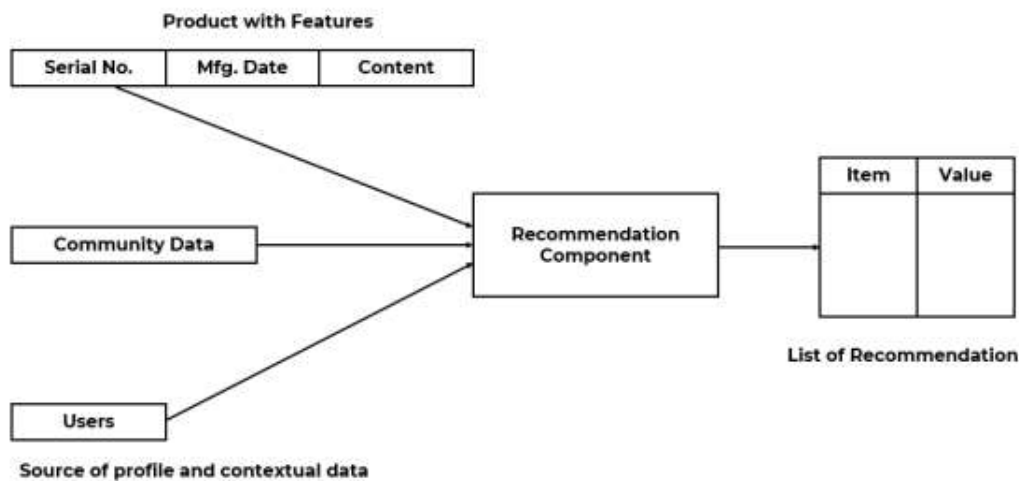 Product with Features
Serial No. Mfg. Date Content
Item Value
Community Data
Recommendation
Component
List of Recommendation
Users
Source of profile and contextual data